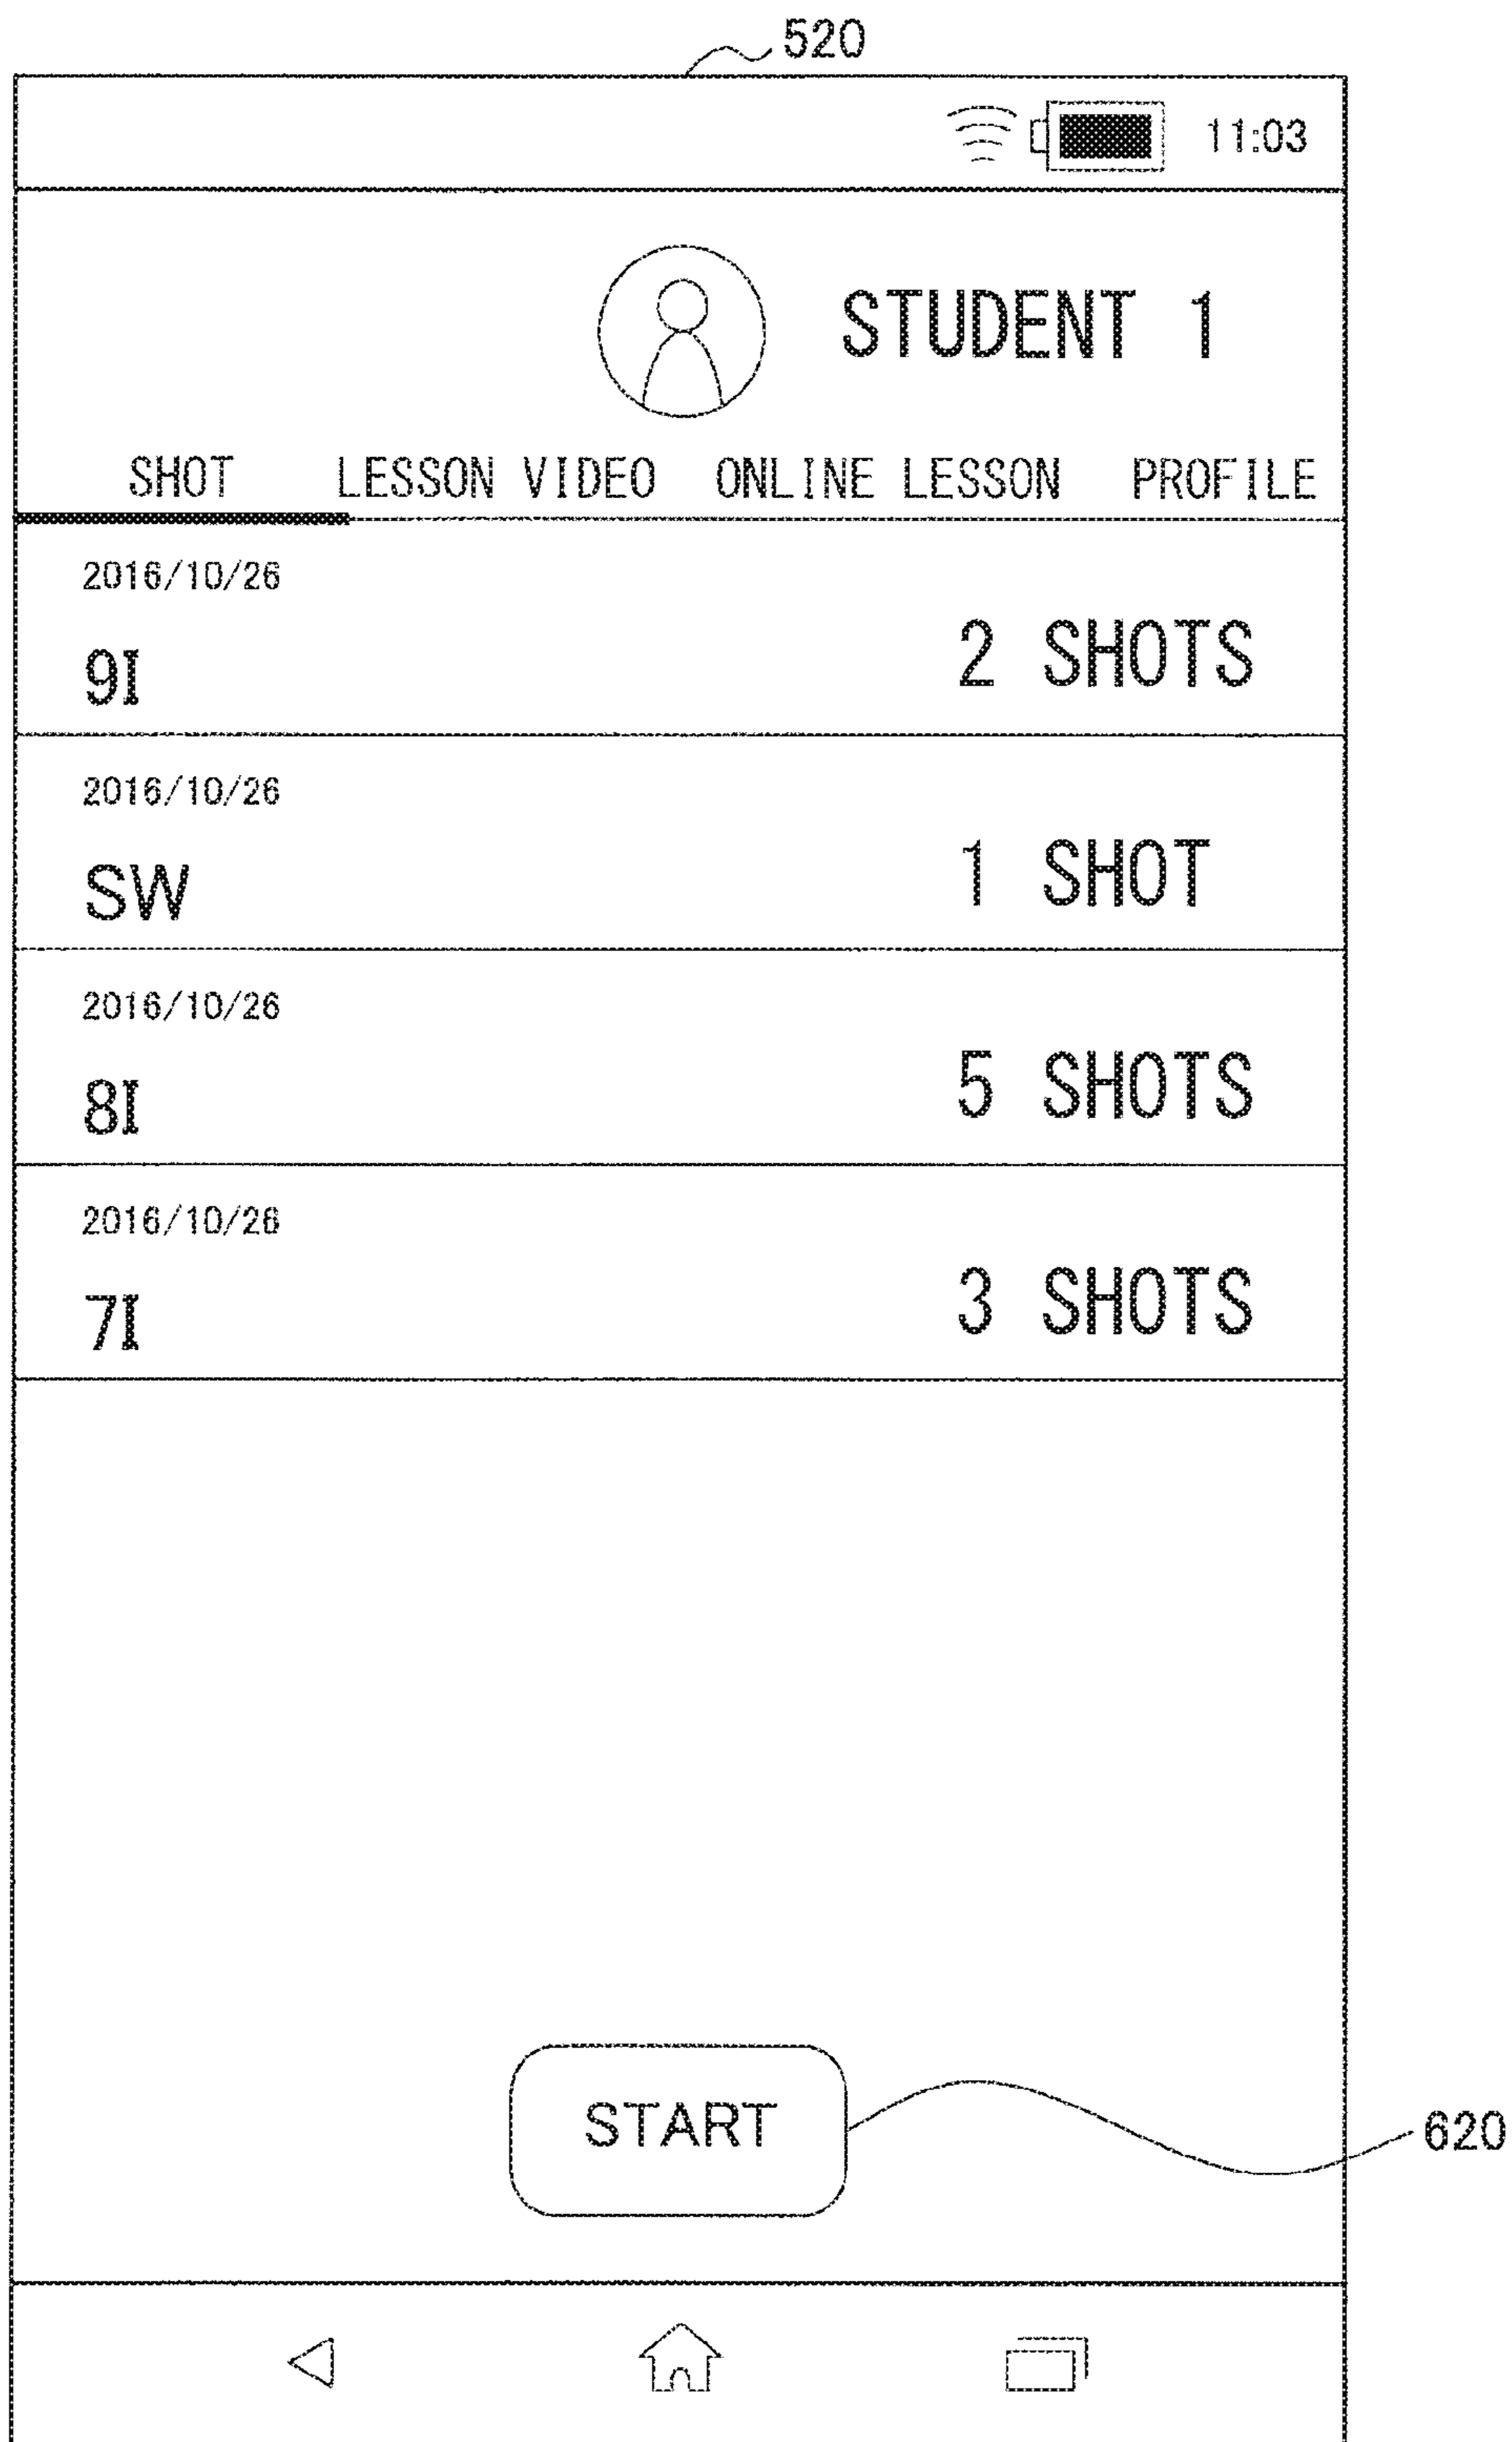 520
11:03
STUDENT 1
SHOT LESSON VIDEO ONLINE LESSON PROFILE
2016/10/26
9I 2 SHOTS
2016/10/26
SW 1 SHOT
2016/10/26
8I 5 SHOTS
2016/10/26
7I 3 SHOTS
START
620